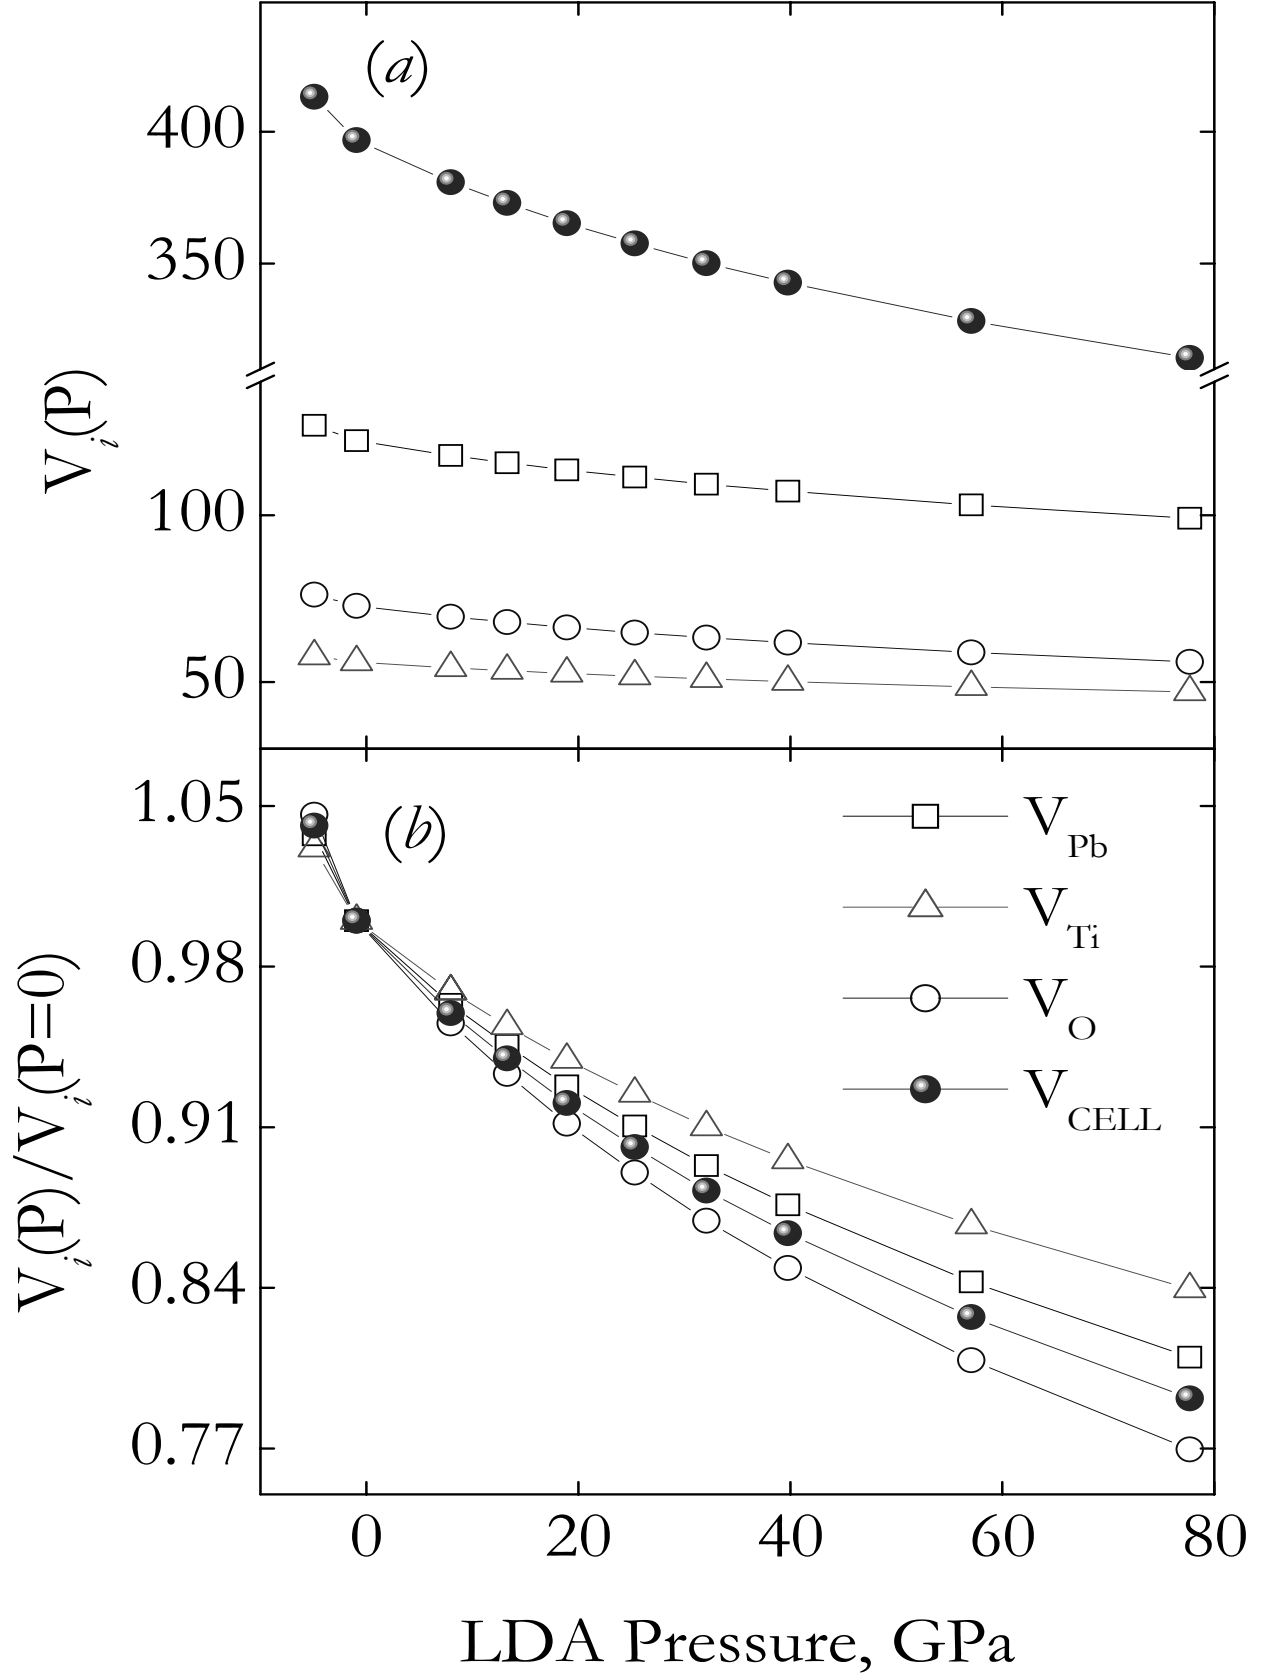 (a)
400
350
100
50
V_i(P)
(b)
1.05
0.98
0.91
0.84
0.77
V_i(P)/V_i(P=0)
V_Pb
V_Ti
V_O
V_CELL
0 20 40 60 80
LDA Pressure, GPa